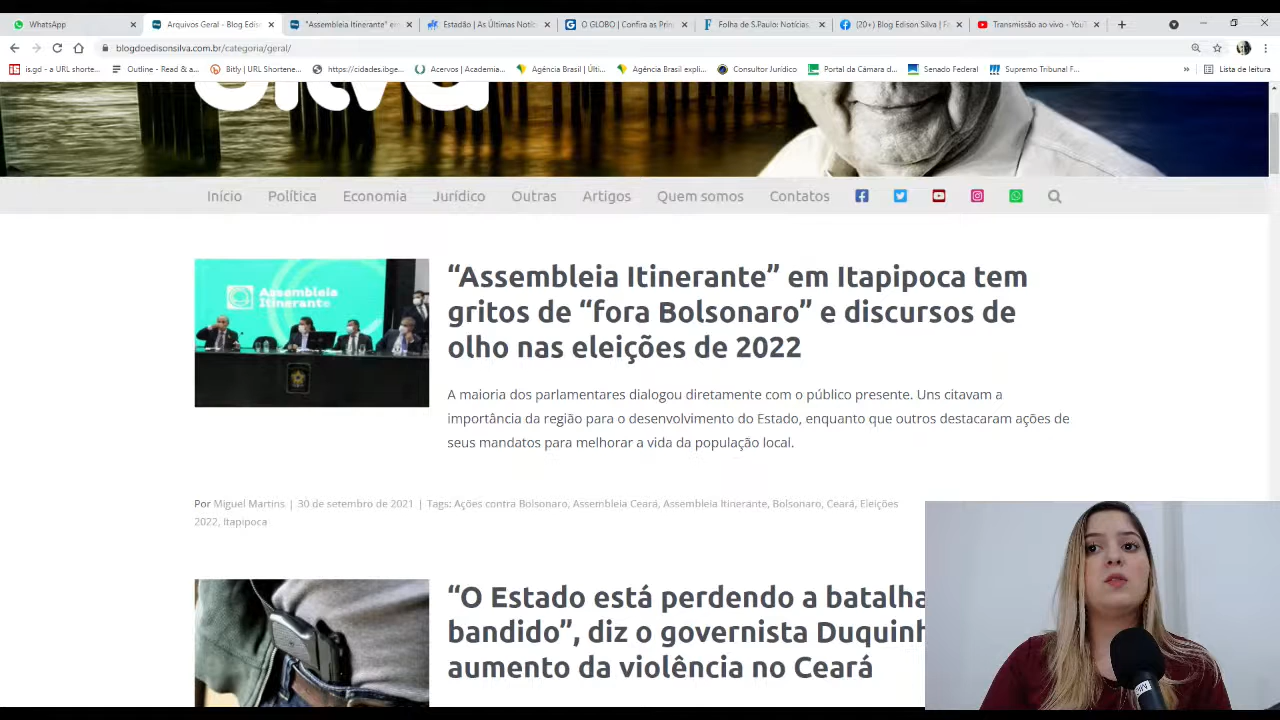 WhatsApp
Arquivos Geral - Blog Edis
"Assembleia Itinerante" em
Estadão | As Últimas Notíc
O GLOBO | Confira as Prin
Folha de S.Paulo: Notícias,
(20+) Blog Edison Silva | Fa
Transmissão ao vivo - YouT
blogdoedisonsilva.com.br/categoria/geral/
is.gd - a URL shorte...
Outline - Read & a...
Bitly | URL Shortene...
https://cidades.ibge...
Acervos | Academia...
Agência Brasil | Últi...
Agência Brasil expli...
Consultor Jurídico
Portal da Câmara d...
Senado Federal
Supremo Tribunal F...
»
Lista de leitura
Silva
Início
Política
Economia
Jurídico
Outras
Artigos
Quem somos
Contatos
Assembleia
Itinerante
“Assembleia Itinerante” em Itapipoca tem
gritos de “fora Bolsonaro” e discursos de
olho nas eleições de 2022
A maioria dos parlamentares dialogou diretamente com o público presente. Uns citavam a
importância da região para o desenvolvimento do Estado, enquanto que outros destacaram ações de
seus mandatos para melhorar a vida da população local.
Por Miguel Martins | 30 de setembro de 2021 | Tags: Ações contra Bolsonaro, Assembleia Ceará, Assembleia Itinerante, Bolsonaro, Ceará, Eleições
2022, Itapipoca
“O Estado está perdendo a batalha
bandido”, diz o governista Duquinh
aumento da violência no Ceará